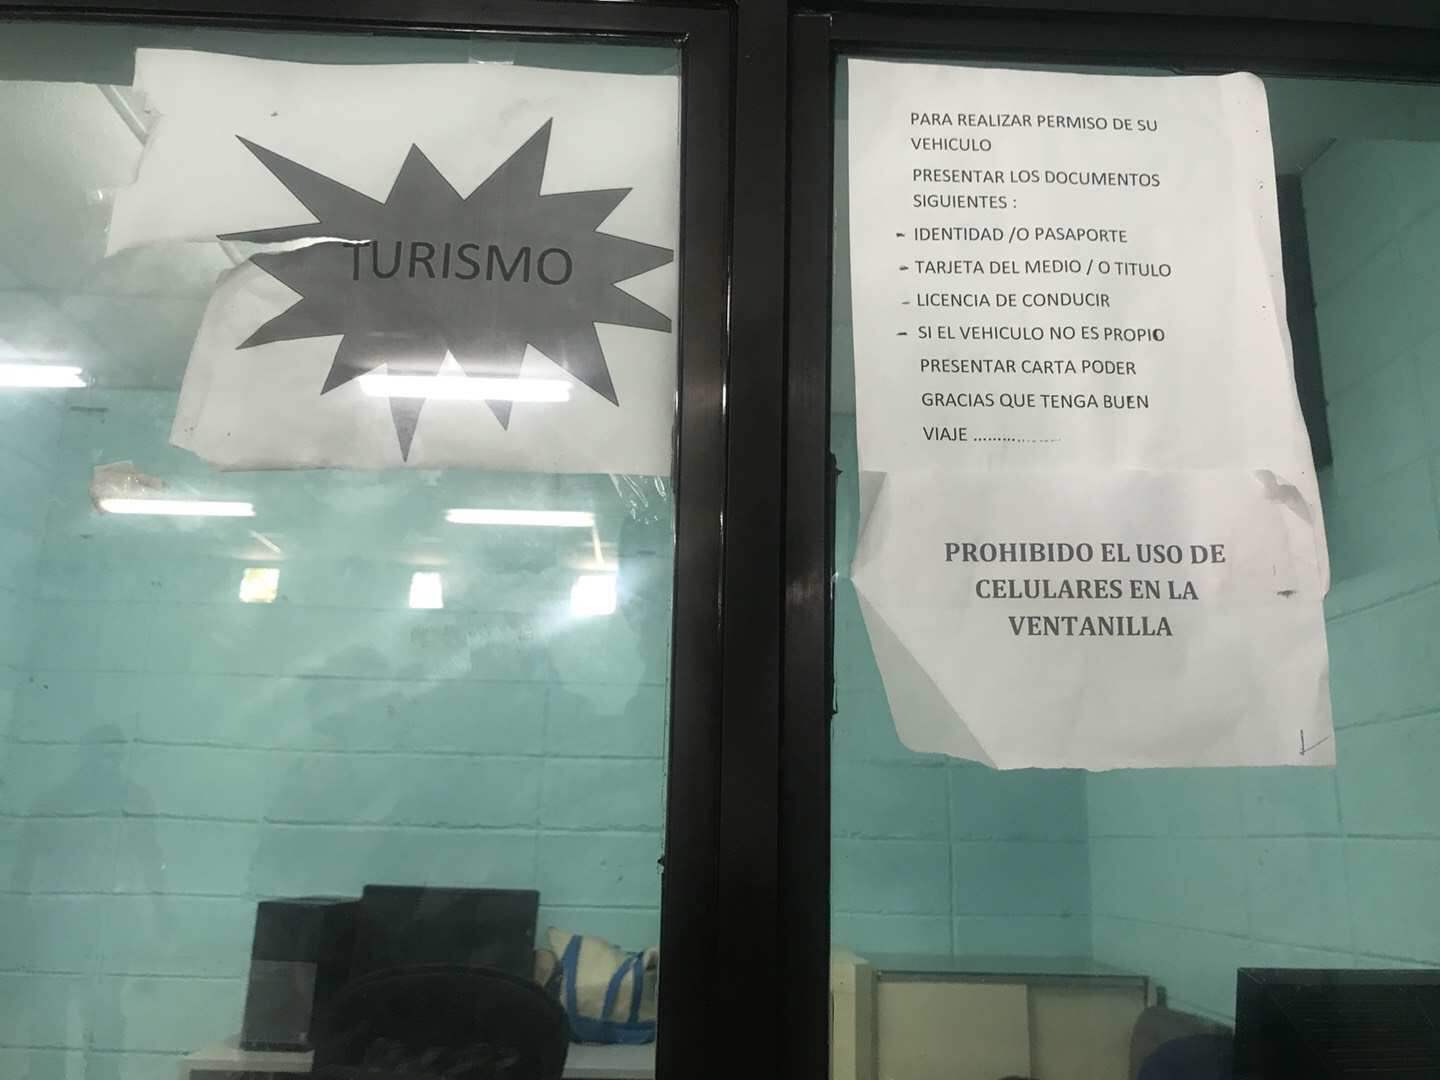 TURISMO
PARA REALIZAR PERMISO DE SU
VEHICULO
PRESENTAR LOS DOCUMENTOS
SIGUIENTES :
- IDENTIDAD /O PASAPORTE
- TARJETA DEL MEDIO / O TITULO
- LICENCIA DE CONDUCIR
- SI EL VEHICULO NO ES PROPIO
PRESENTAR CARTA PODER
GRACIAS QUE TENGA BUEN
VIAJE ..................
PROHIBIDO EL USO DE
CELULARES EN LA
VENTANILLA